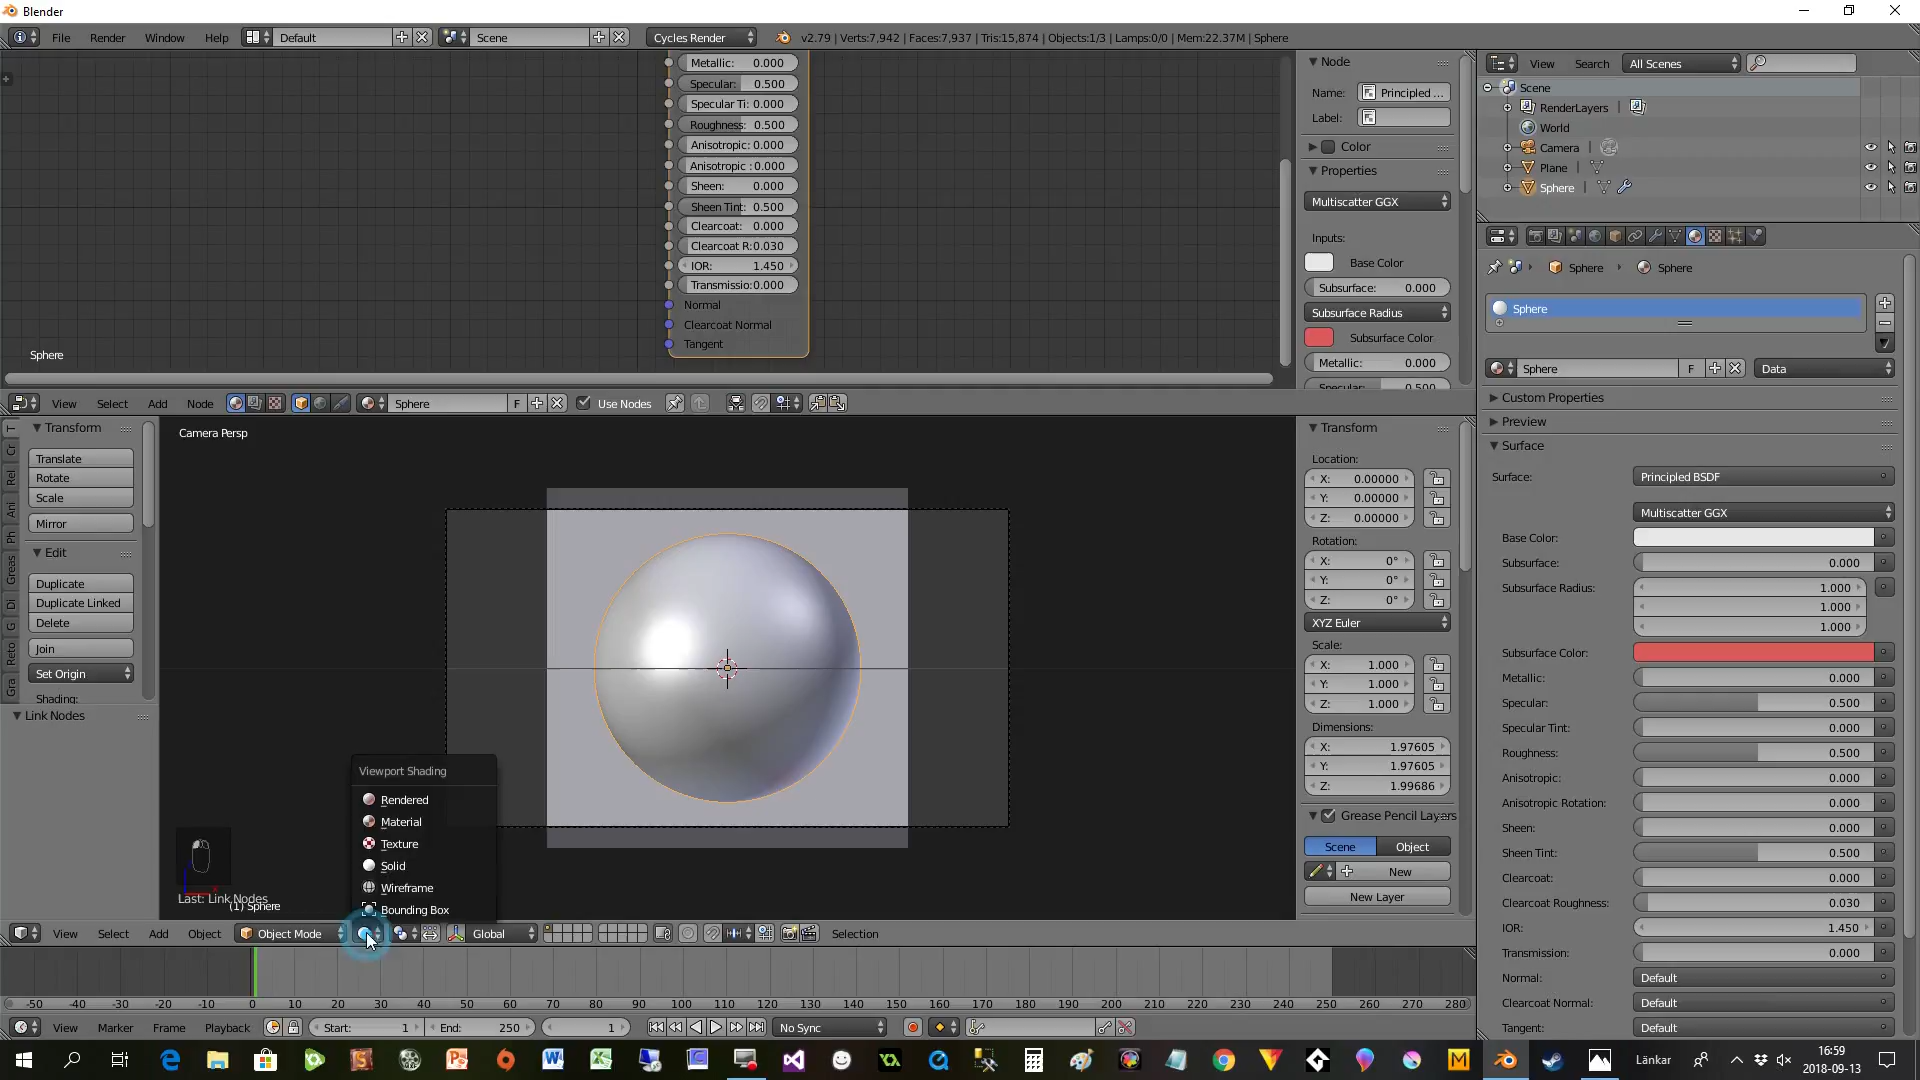 Blender
File Render Window Help Default Scene Cycles Render v2.79 | Verts:7,942 | Faces:7,937 | Tris:15,874 | Objects:1/3 | Lamps:0/0 | Mem:22.37M | Sphere
Metallic: 0.000
Specular: 0.500
Specular Ti: 0.000
Roughness: 0.500
Anisotropic: 0.000
Anisotropic : 0.000
Sheen: 0.000
Sheen Tint: 0.500
Clearcoat: 0.000
Clearcoat R: 0.030
IOR: 1.450
Transmissio: 0.000
Normal
Clearcoat Normal
Tangent
Sphere
Node
Name: Principled ...
Label:
Color
Properties
Multiscatter GGX
Inputs:
Base Color
Subsurface: 0.000
Subsurface Radius
Subsurface Color
Metallic: 0.000
Specular: 0.500
View Search All Scenes
Scene
RenderLayers
World
Camera
Plane
Sphere
Sphere Sphere
Sphere
Sphere F Data
Custom Properties
Preview
Surface
Surface: Principled BSDF
Multiscatter GGX
Base Color:
Subsurface: 0.000
Subsurface Radius: 1.000
1.000
1.000
Subsurface Color:
Metallic: 0.000
Specular: 0.500
Specular Tint: 0.000
Roughness: 0.500
Anisotropic: 0.000
Anisotropic Rotation: 0.000
Sheen: 0.000
Sheen Tint: 0.500
Clearcoat: 0.000
Clearcoat Roughness: 0.030
IOR: 1.450
Transmission: 0.000
Normal: Default
Clearcoat Normal: Default
Tangent: Default
View Select Add Node Sphere F Use Nodes
T
Cr
Rel
Ani
Ph
Greas
Di
G
Reto
Gra
Transform
Translate
Rotate
Scale
Mirror
Edit
Duplicate
Duplicate Linked
Delete
Join
Set Origin
Shading:
Link Nodes
Camera Persp
Viewport Shading
Rendered
Material
Texture
Solid
Wireframe
Bounding Box
Last: Link Nodes
(1) Sphere
Transform
Location:
X: 0.00000
Y: 0.00000
Z: 0.00000
Rotation:
X: 0°
Y: 0°
Z: 0°
XYZ Euler
Scale:
X: 1.000
Y: 1.000
Z: 1.000
Dimensions:
X: 1.97605
Y: 1.97605
Z: 1.99686
Grease Pencil Layers
Scene Object
New
New Layer
View Select Add Object Object Mode Global Selection
-50 -40 -30 -20 -10 0 10 20 30 40 50 60 70 80 90 100 110 120 130 140 150 160 170 180 190 200 210 220 230 240 250 260 270 280
View Marker Frame Playback Start: 1 End: 250 1 No Sync
Länkar
16:59
2018-09-13